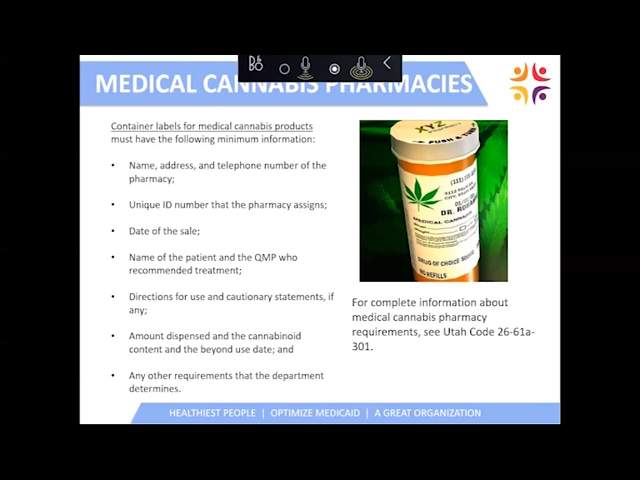 MEDICAL CANNABIS PHARMACIES
Container labels for medical cannabis products
must have the following minimum information:
• Name, address, and telephone number of the
pharmacy;
• Unique ID number that the pharmacy assigns;
• Date of the sale;
• Name of the patient and the QMP who
recommended treatment;
• Directions for use and cautionary statements, if
any;
• Amount dispensed and the cannabinoid
content and the beyond use date; and
• Any other requirements that the department
determines.
XYZ
PUSH &
DR.
MEDICAL CANNABIS
DRUG OF CHOICE
NO REFILLS
For complete information about
medical cannabis pharmacy
requirements, see Utah Code 26-61a-
301.
HEALTHIEST PEOPLE | OPTIMIZE MEDICAID | A GREAT ORGANIZATION